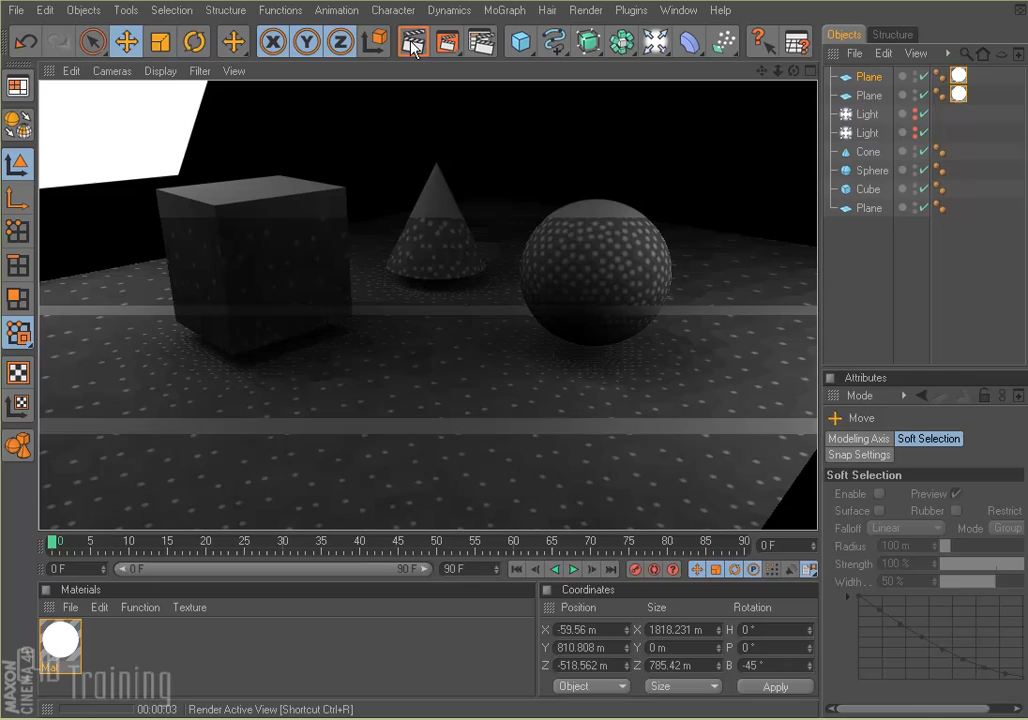 File Edit Objects Tools Selection Structure Functions Animation Character Dynamics MoGraph Hair Render Plugins Window Help
X Y Z
Objects Structure
File Edit View
Edit Cameras Display Filter View
Plane
Plane
Light
Light
Cone
Sphere
Cube
Plane
Attributes
Mode
Move
Modeling Axis Soft Selection
Snap Settings
Soft Selection
Enable Preview
Surface Rubber Restrict
Falloff Linear Mode Group
Radius 100 m
Strength 100 %
Width . . 50 %
0 5 10 15 20 25 30 35 40 45 50 55 60 65 70 75 80 85 90 0 F
0 F 0 F 90 F 90 F
Materials
File Edit Function Texture
Mat
Coordinates
Position Size Rotation
X -59.56 m X 1818.231 m H 0 °
Y 810.808 m Y 0 m P 0 °
Z -518.562 m Z 785.42 m B -45 °
Object Size Apply
MAXON
CINEMA 4D
Training
00:00:03 Render Active View [Shortcut Ctrl+R]